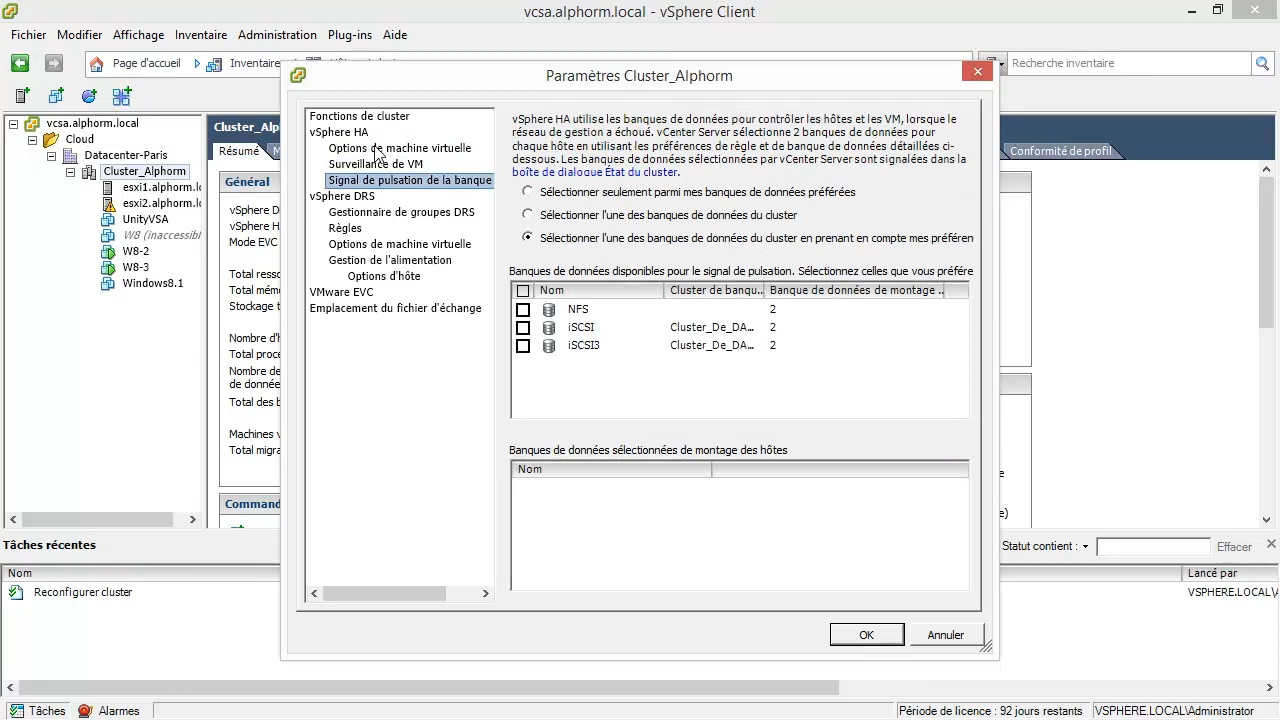 vcsa.alphorm.local - vSphere Client
Fichier Modifier Affichage Inventaire Administration Plug-ins Aide
Page d'accueil Inventaire
Recherche inventaire
Paramètres Cluster_Alphorm
vcsa.alphorm.local
Cloud
Datacenter-Paris
Cluster_Alphorm
esxi1.alphorm.lo
esxi2.alphorm.lo
UnityVSA
W8 (inaccessibl
W8-2
W8-3
Windows8.1
Cluster_Alp
Résumé
Conformité de profil
Général
vSphere D
vSphere H
Mode EVC
Total resso
Total mémo
Stockage t
Nombre d'h
Total proce
Nombre de
de donnée
Total des b
Machines v
Total migra
Command
Fonctions de cluster
vSphere HA
Options de machine virtuelle
Surveillance de VM
Signal de pulsation de la banque
vSphere DRS
Gestionnaire de groupes DRS
Règles
Options de machine virtuelle
Gestion de l'alimentation
Options d'hôte
VMware EVC
Emplacement du fichier d'échange
vSphere HA utilise les banques de données pour contrôler les hôtes et les VM, lorsque le
réseau de gestion a échoué. vCenter Server sélectionne 2 banques de données pour
chaque hôte en utilisant les préférences de règle et de banque de données détaillées ci-
dessous. Les banques de données sélectionnées par vCenter Server sont signalées dans la
boîte de dialogue État du cluster.
Sélectionner seulement parmi mes banques de données préférées
Sélectionner l'une des banques de données du cluster
Sélectionner l'une des banques de données du cluster en prenant en compte mes préféren
Banques de données disponibles pour le signal de pulsation. Sélectionnez celles que vous préfére
Nom Cluster de banqu... Banque de données de montage ...
NFS 2
iSCSI Cluster_De_DA... 2
iSCSI3 Cluster_De_DA... 2
Banques de données sélectionnées de montage des hôtes
Nom
OK Annuler
e
e)
Tâches récentes
Statut contient : Effacer
Nom Lancé par
Reconfigurer cluster VSPHERE.LOCAL\A
Tâches Alarmes
Période de licence : 92 jours restants VSPHERE.LOCAL\Administrator